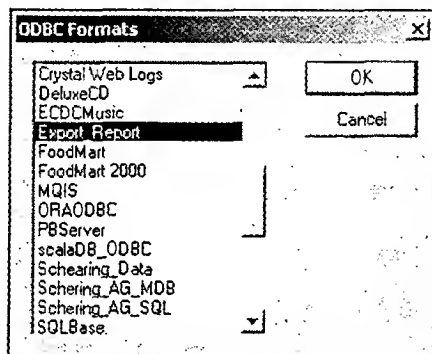 ODBC Formats
Crystal Web Logs
DeluxeCD
ECDCMusic
Export_Report
FoodMart
FoodMart 2000
MQIS
ORAODBC
PBServer
scalaDB_ODBC
Schearing_Data
Schering_AG_MDB
Schering_AG_SQL
SQLBase.
OK
Cancel